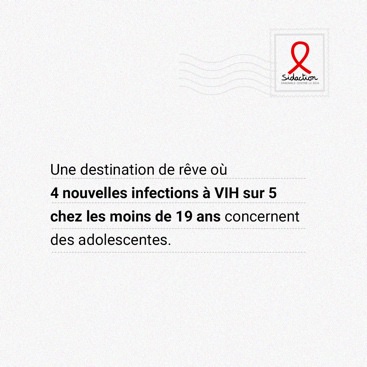 Sidaction
Une destination de rêve où
4 nouvelles infections à VIH sur 5
chez les moins de 19 ans concernent
des adolescentes.